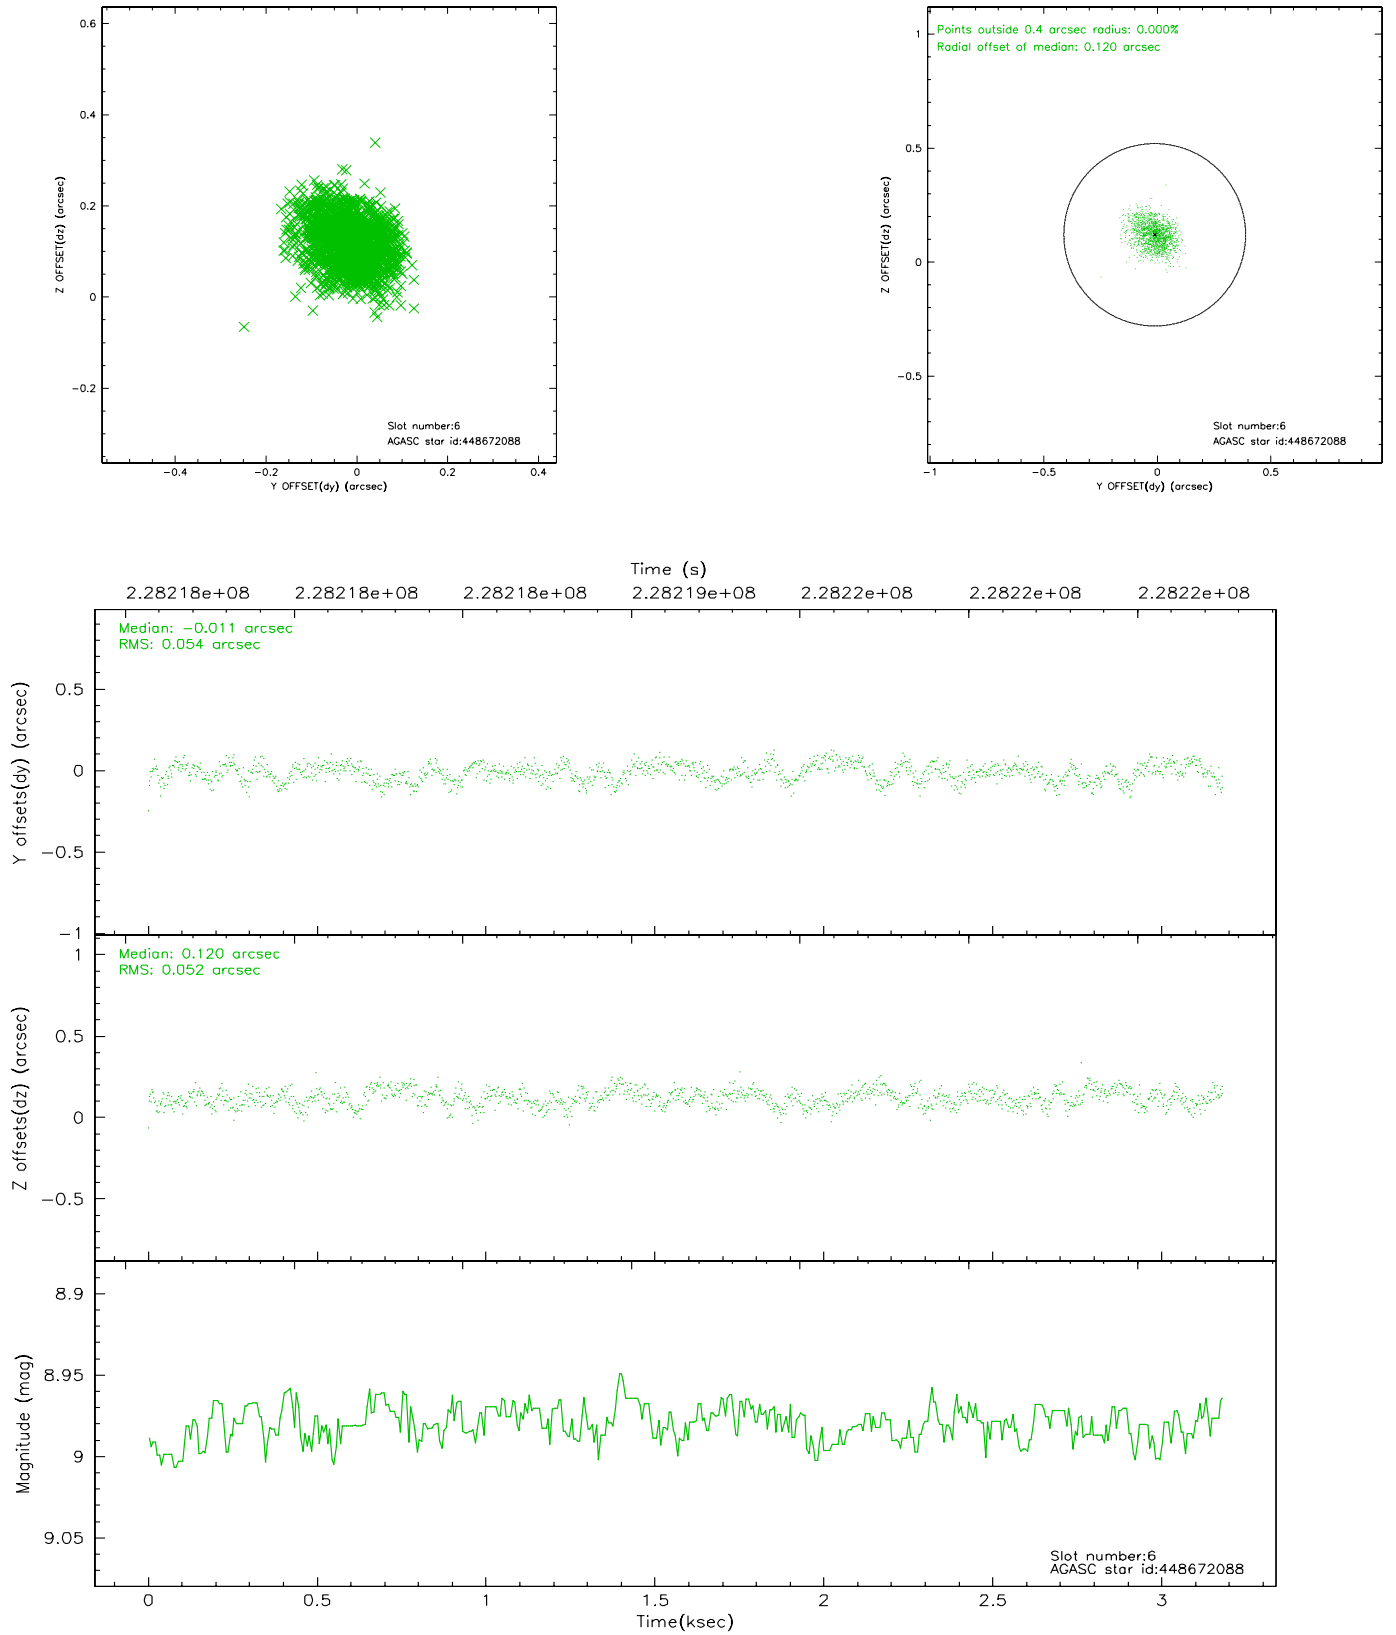 0.6
0.4
0.2
0
−0.2
Z OFFSET(dz) (arcsec)
Slot number:6
AGASC star id:448672088
−0.4 −0.2 0 0.2 0.4
Y OFFSET(dy) (arcsec)
Points outside 0.4 arcsec radius: 0.000%
Radial offset of median: 0.120 arcsec
1
0.5
0
−0.5
Z OFFSET(dz) (arcsec)
Slot number:6
AGASC star id:448672088
−1 −0.5 0 0.5
Y OFFSET(dy) (arcsec)
Time (s)
2.28218e+08 2.28218e+08 2.28218e+08 2.28219e+08 2.2822e+08 2.2822e+08 2.2822e+08
Median: −0.011 arcsec
RMS: 0.054 arcsec
0.5
0
−0.5
−1
Y offsets(dy) (arcsec)
Median: 0.120 arcsec
RMS: 0.052 arcsec
1
0.5
0
−0.5
Z offsets(dz) (arcsec)
8.9
8.95
9
9.05
Magnitude (mag)
Slot number:6
AGASC star id:448672088
0 0.5 1 1.5 2 2.5 3
Time(ksec)